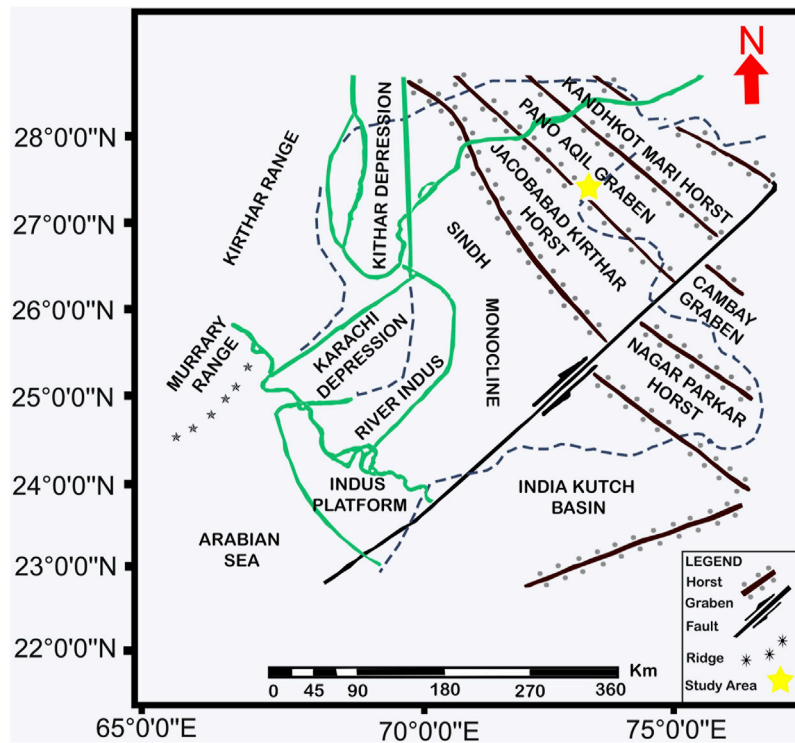 N
28°0'0"N
27°0'0"N
26°0'0"N
25°0'0"N
24°0'0"N
23°0'0"N
22°0'0"N
65°0'0"E
70°0'0"E
75°0'0"E
KIRTHAR RANGE
KITHAR DEPRESSION
KANDHKOT MARI HORST
PANO AQIL GRABEN
JACOBABAD KIRTHAR
HORST
SINDH
MONOCLINE
CAMBAY
GRABEN
NAGAR PARKAR
HORST
MURRARY
RANGE
KARACHI
DEPRESSION
RIVER INDUS
INDUS
PLATFORM
ARABIAN
SEA
INDIA KUTCH
BASIN
LEGEND
Horst
Graben
Fault
Ridge
Study Area
Km
0 45 90 180 270 360